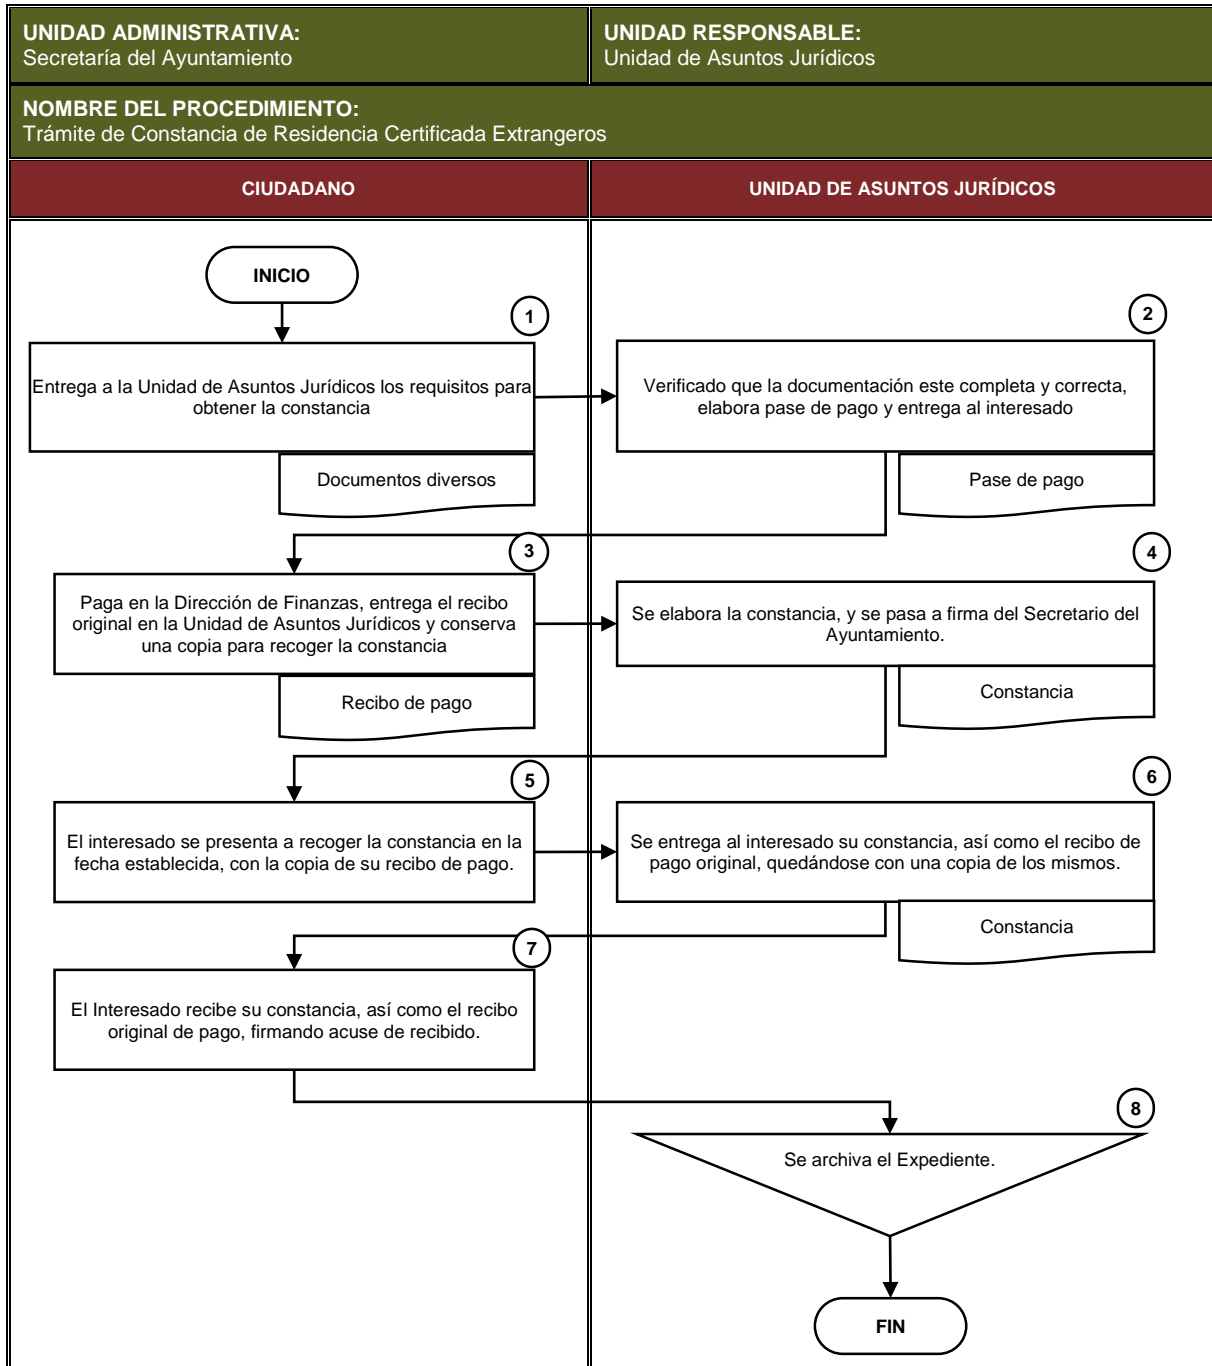 UNIDAD ADMINISTRATIVA:
Secretaría del Ayuntamiento
UNIDAD RESPONSABLE:
Unidad de Asuntos Jurídicos
NOMBRE DEL PROCEDIMIENTO:
Trámite de Constancia de Residencia Certificada Extrangeros
CIUDADANO
UNIDAD DE ASUNTOS JURÍDICOS
INICIO
1
Entrega a la Unidad de Asuntos Jurídicos los requisitos para
obtener la constancia
Documentos diversos
2
Verificado que la documentación este completa y correcta,
elabora pase de pago y entrega al interesado
Pase de pago
3
Paga en la Dirección de Finanzas, entrega el recibo
original en la Unidad de Asuntos Jurídicos y conserva
una copia para recoger la constancia
Recibo de pago
4
Se elabora la constancia, y se pasa a firma del Secretario del
Ayuntamiento.
Constancia
5
El interesado se presenta a recoger la constancia en la
fecha establecida, con la copia de su recibo de pago.
6
Se entrega al interesado su constancia, así como el recibo de
pago original, quedándose con una copia de los mismos.
Constancia
7
El Interesado recibe su constancia, así como el recibo
original de pago, firmando acuse de recibido.
8
Se archiva el Expediente.
FIN